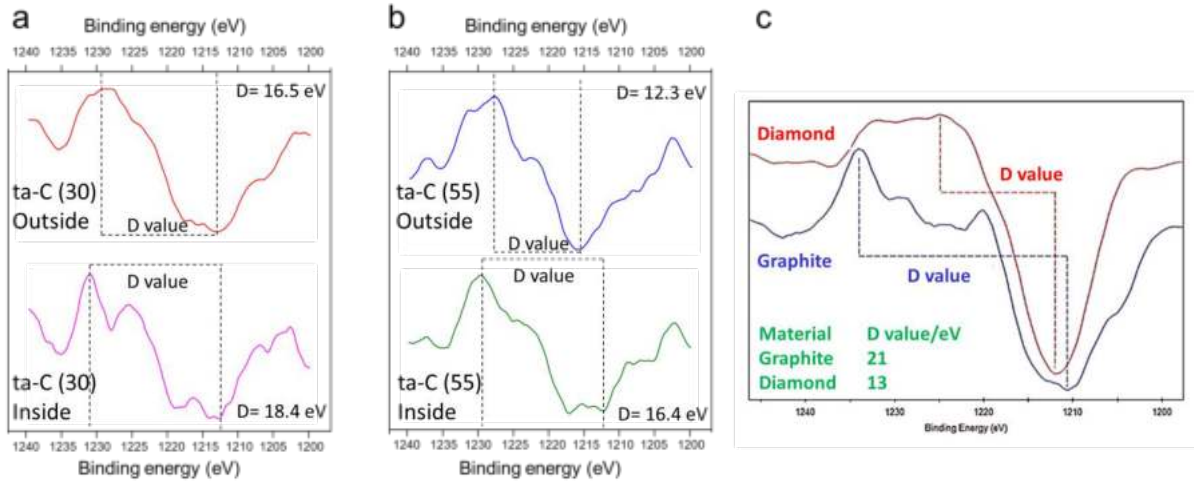 a
Binding energy (eV)
1240 1235 1230 1225 1220 1213 1210 1205 1200
D= 16.5 eV
ta-C (30)
Outside
D value
D value
ta-C (30)
Inside
D= 18.4 eV
1240 1235 1230 1225 1220 1213 1210 1205 1200
Binding energy (eV)
b
Binding energy (eV)
1240 1235 1230 1225 1220 1213 1210 1205 1200
D= 12.3 eV
ta-C (55)
Outside
D value
D value
ta-C (55)
Inside
D= 16.4 eV
1240 1235 1230 1225 1220 1213 1210 1205 1200
Binding energy (eV)
c
Diamond
D value
Graphite
D value
Material D value/eV
Graphite 21
Diamond 13
1240 1230 1220 1210 1200
Binding Energy (eV)